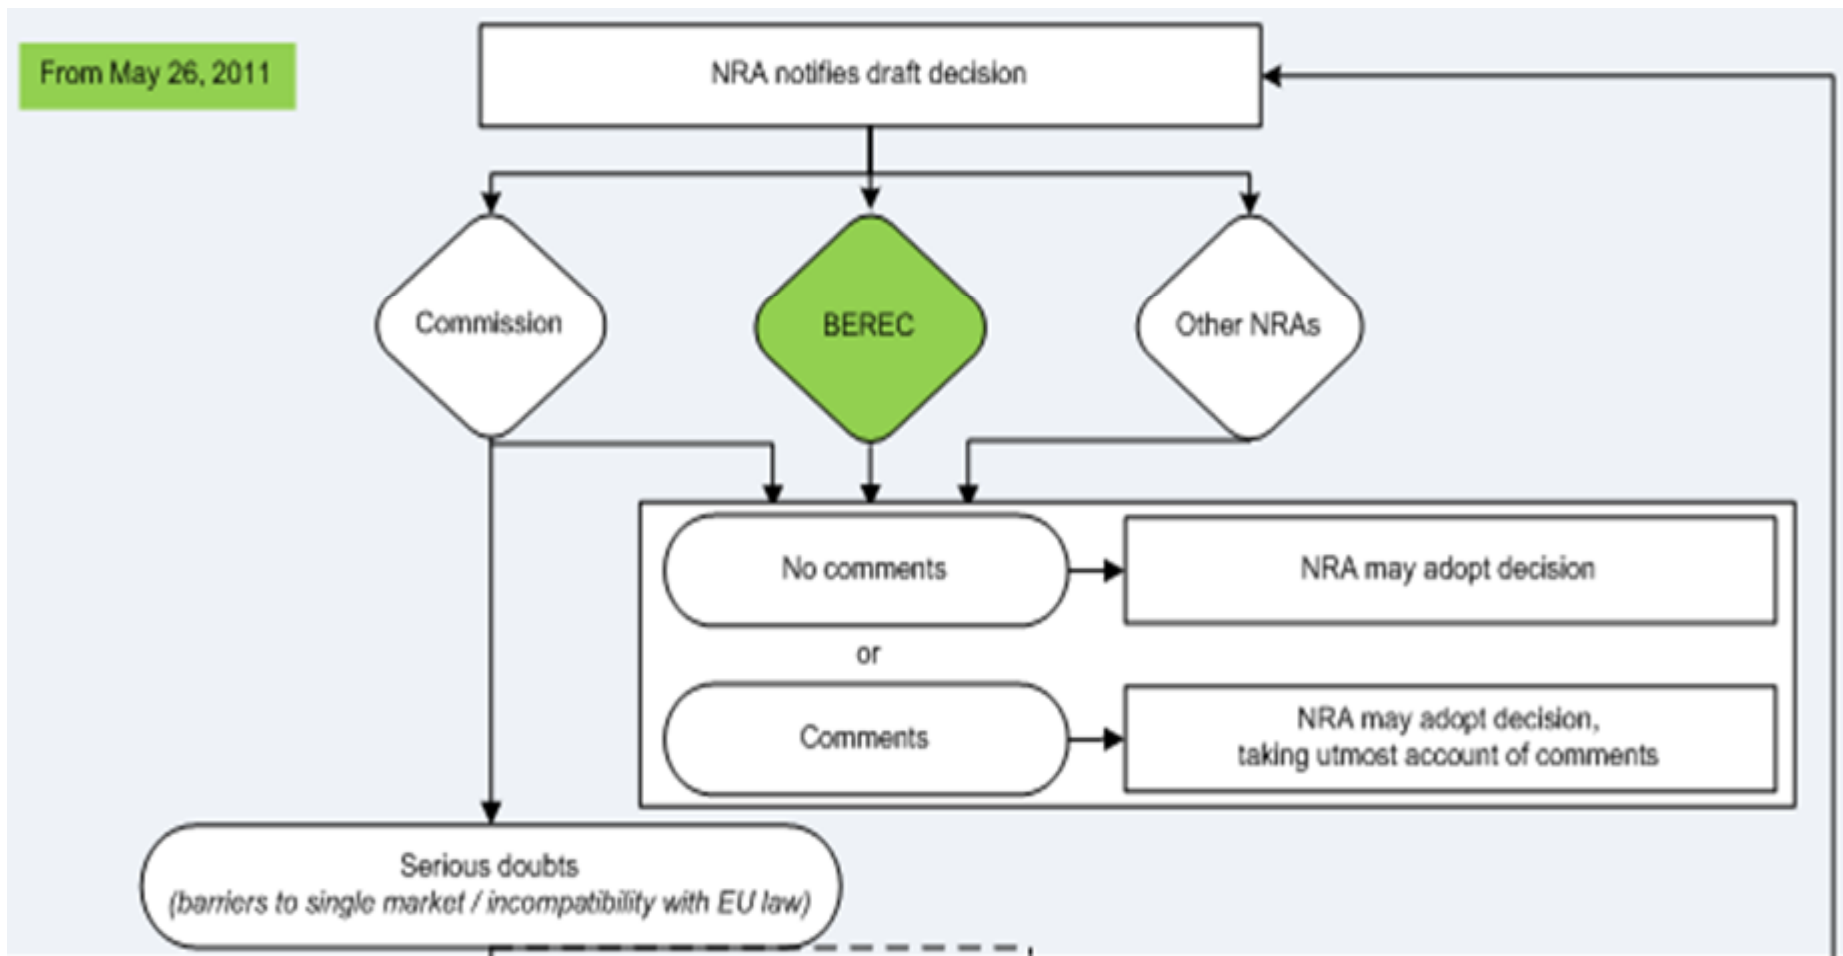 From May 26, 2011
NRA notifies draft decision
Commission
BEREC
Other NRAs
No comments
NRA may adopt decision
or
Comments
NRA may adopt decision,
taking utmost account of comments
Serious doubts
(barriers to single market / incompatibility with EU law)